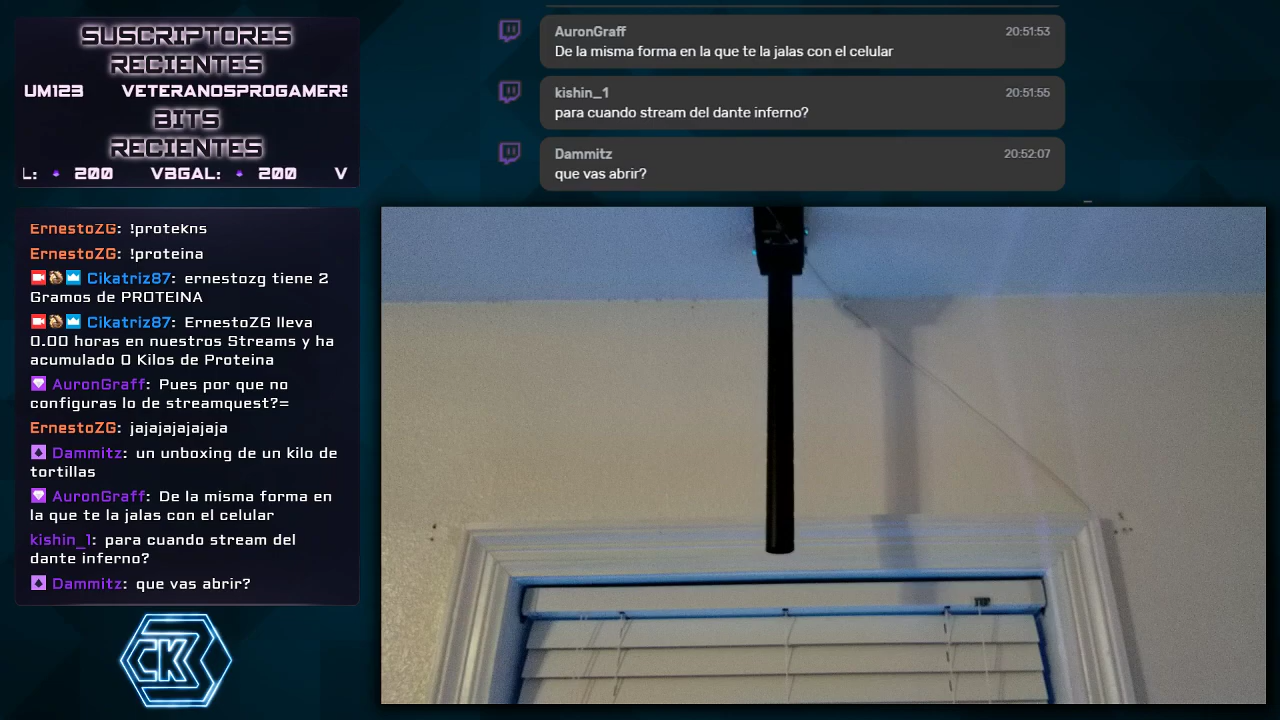 SUSCRIPTORES
RECIENTES
UM123 VETERANOSPROGAMERS
BITS
RECIENTES
L: 200 VBGAL: 200 V
AuronGraff 20:51:53
De la misma forma en la que te la jalas con el celular
kishin_1 20:51:55
para cuando stream del dante inferno?
Dammitz 20:52:07
que vas abrir?
ErnestoZG: !protekns
ErnestoZG: !proteina
Cikatriz87: ernestozg tiene 2
Gramos de PROTEINA
Cikatriz87: ErnestoZG lleva
0.00 horas en nuestros Streams y ha
acumulado 0 Kilos de Proteina
AuronGraff: Pues por que no
configuras lo de streamquest?=
ErnestoZG: jajajajajajaja
Dammitz: un unboxing de un kilo de
tortillas
AuronGraff: De la misma forma en
la que te la jalas con el celular
kishin_1: para cuando stream del
dante inferno?
Dammitz: que vas abrir?
CK